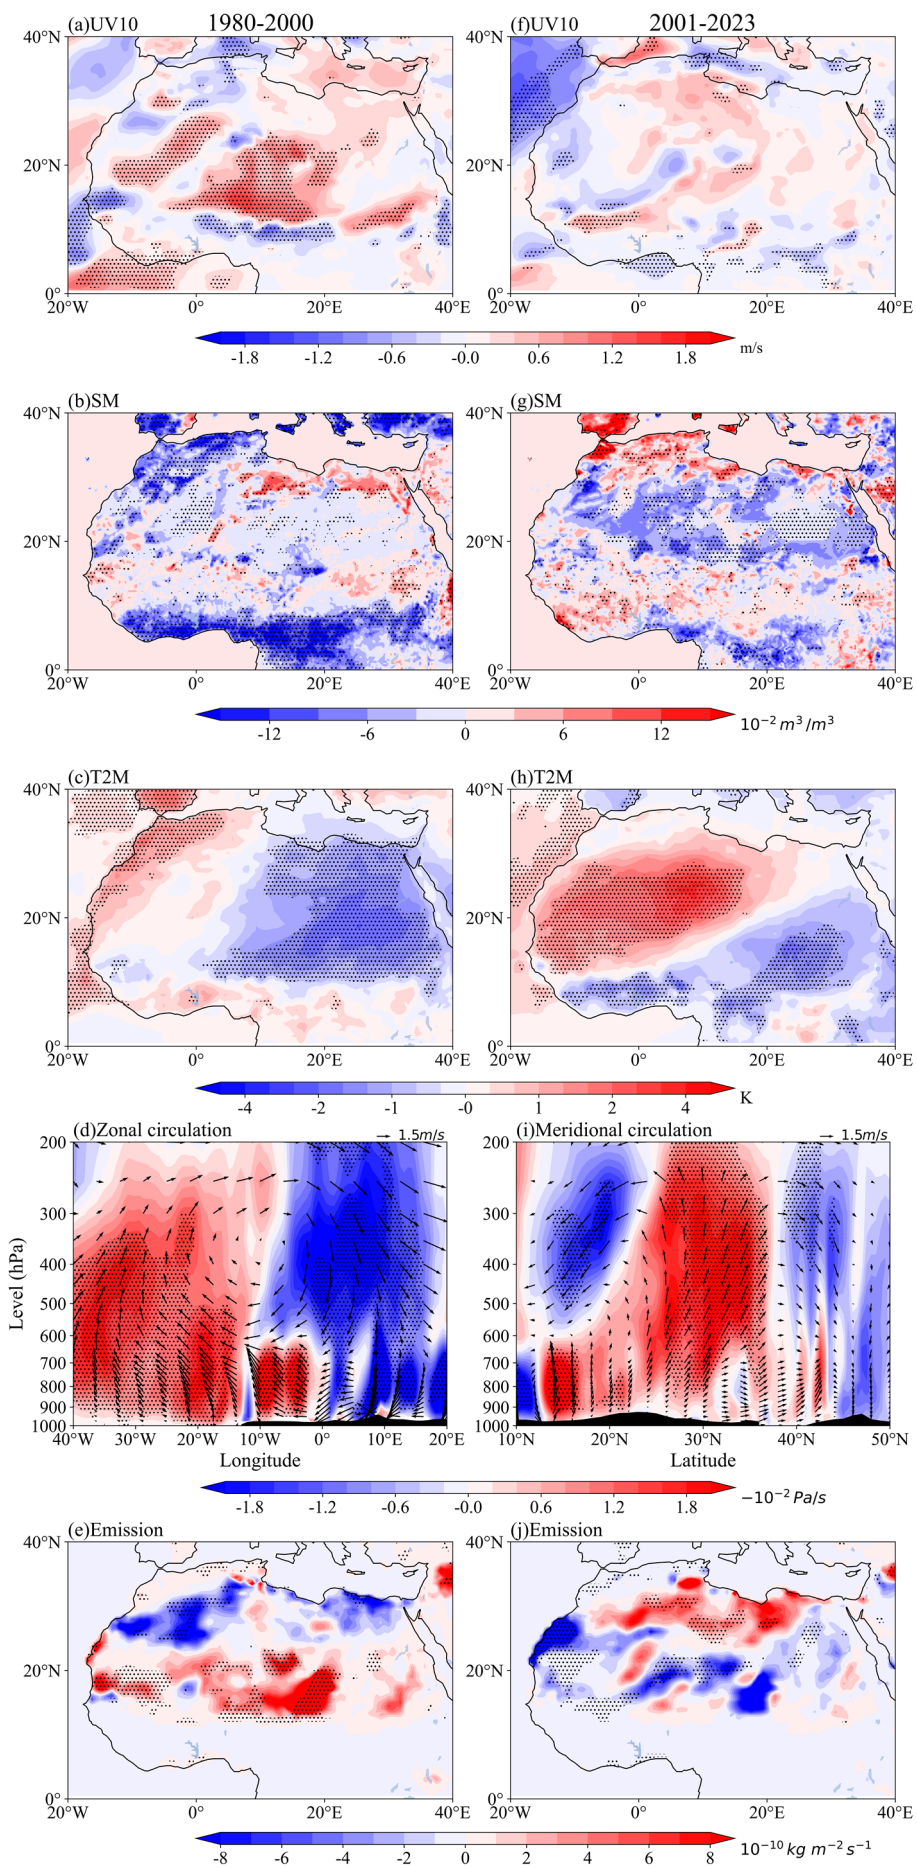 1980-2000
2001-2023
(a)UV10
(f)UV10
40°N
20°N
0°
20°W 0° 20°E 40°E
40°N
20°N
0°
20°W 0° 20°E 40°E
-1.8 -1.2 -0.6 -0.0 0.6 1.2 1.8 m/s
(b)SM
(g)SM
40°N
20°N
0°
20°W 0° 20°E 40°E
40°N
20°N
0°
20°W 0° 20°E 40°E
-12 -6 0 6 12 10⁻² m³/m³
(c)T2M
(h)T2M
40°N
20°N
0°
20°W 0° 20°E 40°E
40°N
20°N
0°
20°W 0° 20°E 40°E
-4 -2 -1 -0 1 2 4 K
(d)Zonal circulation 1.5m/s
(i)Meridional circulation 1.5m/s
Level (hPa)
200
300
400
500
600
700
800
900
1000
40°W 30°W 20°W 10°W 0° 10°E 20°E
Longitude
200
300
400
500
600
700
800
900
1000
10°N 20°N 30°N 40°N 50°N
Latitude
-1.8 -1.2 -0.6 -0.0 0.6 1.2 1.8 −10⁻² Pa/s
(e)Emission
(j)Emission
40°N
20°N
0°
20°W 0° 20°E 40°E
40°N
20°N
0°
20°W 0° 20°E 40°E
-8 -6 -4 -2 0 2 4 6 8 10⁻¹⁰ kg m⁻² s⁻¹